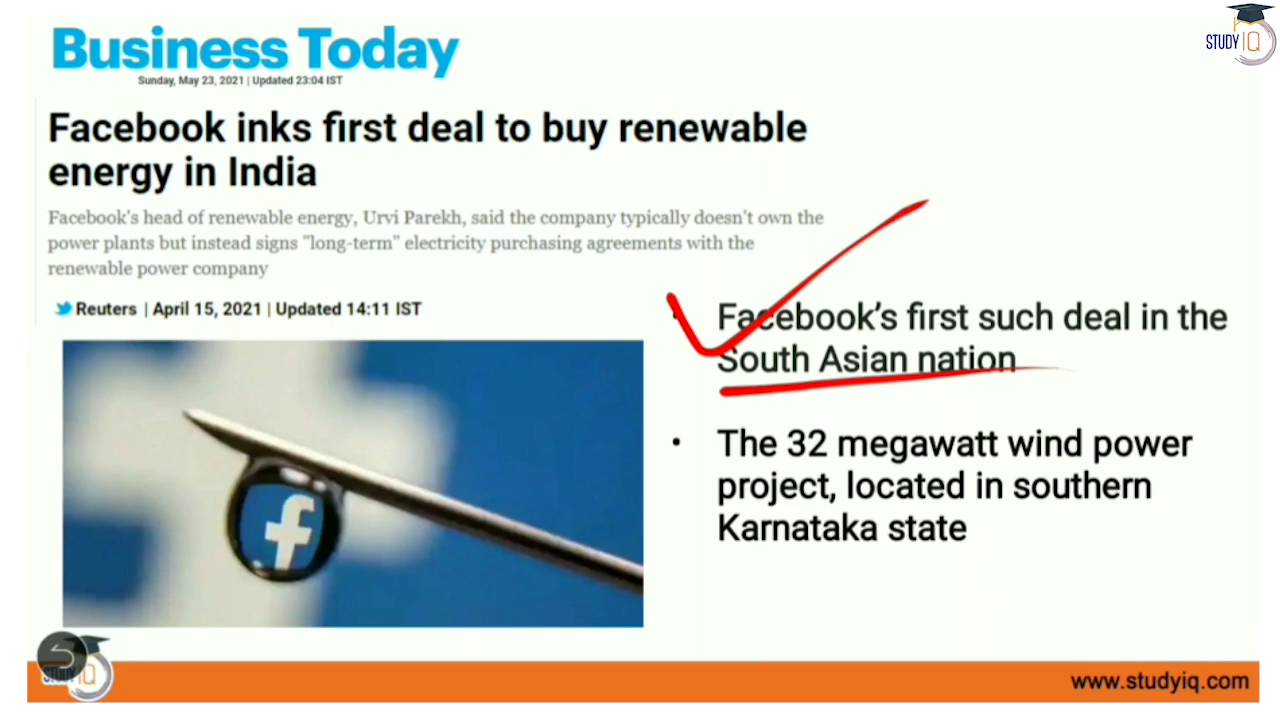 Business Today
Sunday, May 23, 2021 | Updated 23:04 IST
STUDY IQ
Facebook inks first deal to buy renewable
energy in India
Facebook's head of renewable energy, Urvi Parekh, said the company typically doesn't own the
power plants but instead signs "long-term" electricity purchasing agreements with the
renewable power company
Reuters | April 15, 2021 | Updated 14:11 IST
• Facebook’s first such deal in the
South Asian nation
• The 32 megawatt wind power
project, located in southern
Karnataka state
STUDY IQ
www.studyiq.com